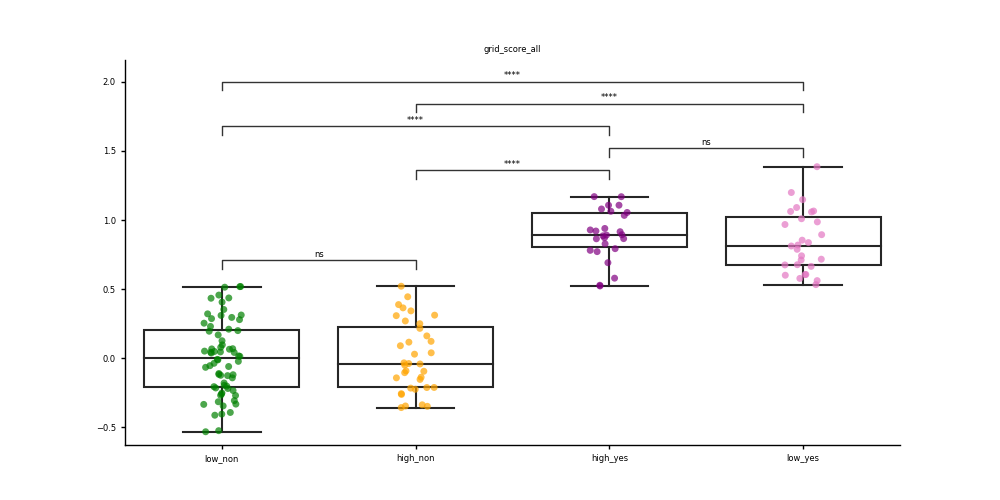 grid_score_all
2.0
1.5
1.0
0.5
0.0
−0.5
****
****
****
ns
****
ns
low_non
high_non
high_yes
low_yes